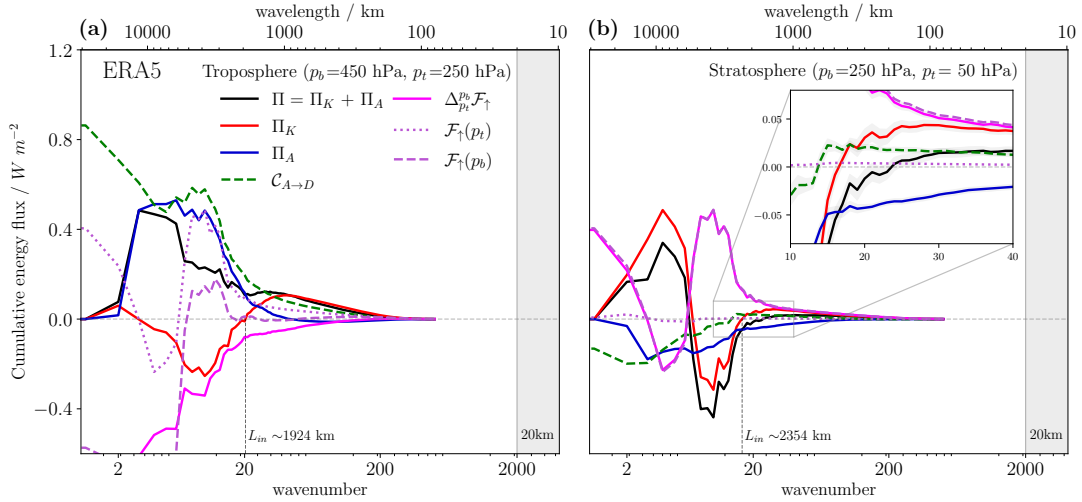 wavelength / km
wavelength / km
(a)
10000
1000
100
10
(b)
10000
1000
100
10
1.2
0.8
0.4
0.0
−0.4
Cumulative energy flux / W m⁻²
ERA5
Troposphere (p_b=450 hPa, p_t=250 hPa)
Π = Π_K + Π_A
Π_K
Π_A
C_{A→D}
Δ^{p_b}_{p_t} F_↑
F_↑(p_t)
F_↑(p_b)
L_in ~1924 km
20km
2
20
200
2000
wavenumber
Stratosphere (p_b=250 hPa, p_t= 50 hPa)
0.05
0.00
−0.05
10
20
30
40
L_in ~2354 km
20km
2
20
200
2000
wavenumber